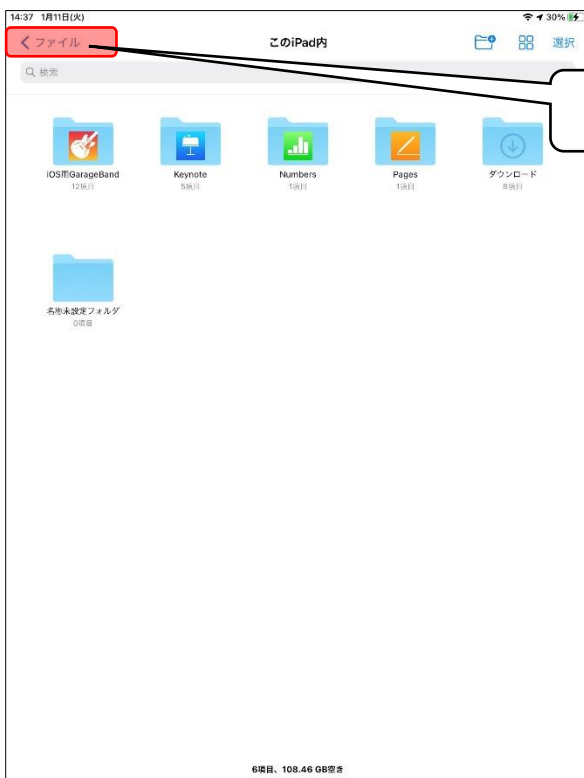 14:37 1月11日(火) 30%
ファイル このiPad内 選択
検索
iOS用GarageBand Keynote Numbers Pages ダウンロード
12項目 5項目 1項目 1項目 8項目
名称未設定フォルダ
0項目
6項目、108.46 GB空き